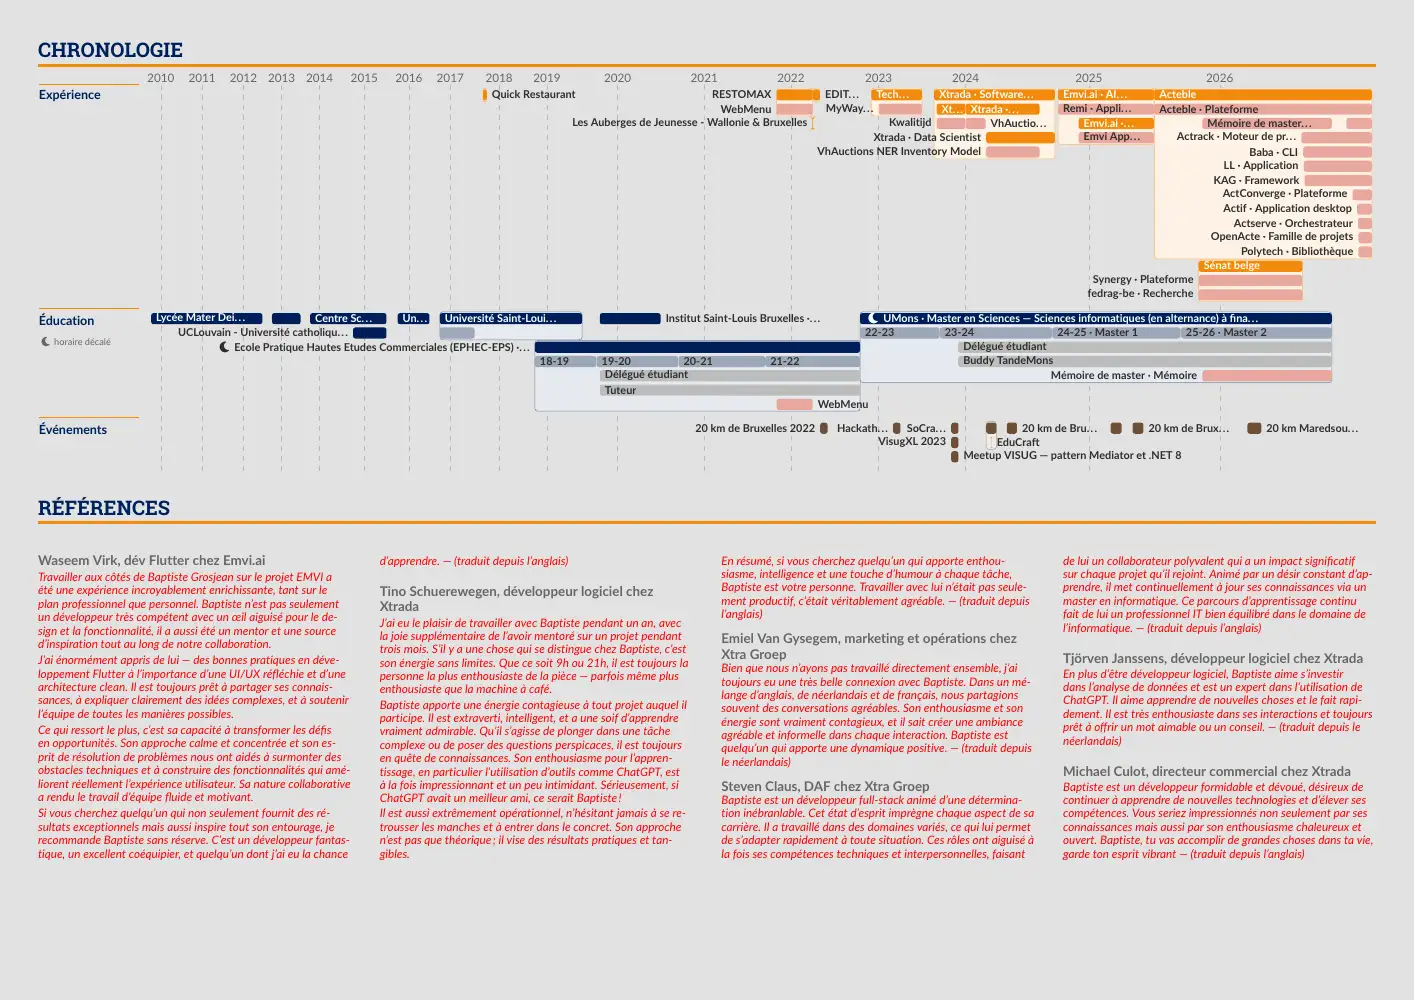 CHRONOLOGIE
2010 2011 2012 2013 2014 2015 2016 2017 2018 2019 2020 2021 2022 2023 2024 2025 2026
Expérience
Quick Restaurant
RESTOMAX
EDIT…
Tech…
Xtrada · Software…
Emvi.ai · AI…
Acteble
WebMenu
MyWay…
Xt…
Xtrada ·…
Remi · Appli…
Acteble · Plateforme
Les Auberges de Jeunesse - Wallonie & Bruxelles
Kwalitijd
VhAuctio…
Emvi.ai ·…
Mémoire de master…
Xtrada · Data Scientist
Emvi App…
Actrack · Moteur de pr…
VhAuctions NER Inventory Model
Baba · CLI
LL · Application
KAG · Framework
ActConverge · Plateforme
Actif · Application desktop
Actserve · Orchestrateur
OpenActe · Famille de projets
Polytech · Bibliothèque
Sénat belge
Synergy · Plateforme
fedrag-be · Recherche
Éducation
Lycée Mater Dei…
Centre Sc…
Un…
Université Saint-Loui…
Institut Saint-Louis Bruxelles ·…
UMons · Master en Sciences — Sciences informatiques (en alternance) à fina…
UCLouvain - Université catholiqu…
22-23
23-24
24-25 · Master 1
25-26 · Master 2
horaire décalé
Ecole Pratique Hautes Etudes Commerciales (EPHEC-EPS) ·…
Délégué étudiant
18-19
19-20
20-21
21-22
Buddy TandeMons
Délégué étudiant
Mémoire de master · Mémoire
Tuteur
WebMenu
Événements
20 km de Bruxelles 2022
Hackath…
SoCra…
20 km de Bru…
20 km de Brux…
20 km Maredsou…
VisugXL 2023
EduCraft
Meetup VISUG — pattern Mediator et .NET 8
RÉFÉRENCES
Waseem Virk, dév Flutter chez Emvi.ai
Travailler aux côtés de Baptiste Grosjean sur le projet EMVI a
été une expérience incroyablement enrichissante, tant sur le
plan professionnel que personnel. Baptiste n’est pas seulement
un développeur très compétent avec un œil aiguisé pour le de-
sign et la fonctionnalité, il a aussi été un mentor et une source
d’inspiration tout au long de notre collaboration.
J’ai énormément appris de lui — des bonnes pratiques en déve-
loppement Flutter à l’importance d’une UI/UX réfléchie et d’une
architecture clean. Il est toujours prêt à partager ses connais-
sances, à expliquer clairement des idées complexes, et à soutenir
l’équipe de toutes les manières possibles.
Ce qui ressort le plus, c’est sa capacité à transformer les défis
en opportunités. Son approche calme et concentrée et son es-
prit de résolution de problèmes nous ont aidés à surmonter des
obstacles techniques et à construire des fonctionnalités qui amé-
liorent réellement l’expérience utilisateur. Sa nature collaborative
a rendu le travail d’équipe fluide et motivant.
Si vous cherchez quelqu’un qui non seulement fournit des ré-
sultats exceptionnels mais aussi inspire tout son entourage, je
recommande Baptiste sans réserve. C’est un développeur fantas-
tique, un excellent coéquipier, et quelqu’un dont j’ai eu la chance
d’apprendre. — (traduit depuis l’anglais)
Tino Schuerewegen, développeur logiciel chez
Xtrada
J’ai eu le plaisir de travailler avec Baptiste pendant un an, avec
la joie supplémentaire de l’avoir mentoré sur un projet pendant
trois mois. S’il y a une chose qui se distingue chez Baptiste, c’est
son énergie sans limites. Que ce soit 9h ou 21h, il est toujours la
personne la plus enthousiaste de la pièce — parfois même plus
enthousiaste que la machine à café.
Baptiste apporte une énergie contagieuse à tout projet auquel il
participe. Il est extraverti, intelligent, et a une soif d’apprendre
vraiment admirable. Qu’il s’agisse de plonger dans une tâche
complexe ou de poser des questions perspicaces, il est toujours
en quête de connaissances. Son enthousiasme pour l’appren-
tissage, en particulier l’utilisation d’outils comme ChatGPT, est
à la fois impressionnant et un peu intimidant. Sérieusement, si
ChatGPT avait un meilleur ami, ce serait Baptiste !
Il est aussi extrêmement opérationnel, n’hésitant jamais à se re-
trousser les manches et à entrer dans le concret. Son approche
n’est pas que théorique ; il vise des résultats pratiques et tan-
gibles.
En résumé, si vous cherchez quelqu’un qui apporte enthou-
siasme, intelligence et une touche d’humour à chaque tâche,
Baptiste est votre personne. Travailler avec lui n’était pas seule-
ment productif, c’était véritablement agréable. — (traduit depuis
l’anglais)
Emiel Van Gysegem, marketing et opérations chez
Xtra Groep
Bien que nous n’ayons pas travaillé directement ensemble, j’ai
toujours eu une très belle connexion avec Baptiste. Dans un mé-
lange d’anglais, de néerlandais et de français, nous partagions
souvent des conversations agréables. Son enthousiasme et son
énergie sont vraiment contagieux, et il sait créer une ambiance
agréable et informelle dans chaque interaction. Baptiste est
quelqu’un qui apporte une dynamique positive. — (traduit depuis
le néerlandais)
Steven Claus, DAF chez Xtra Groep
Baptiste est un développeur full-stack animé d’une détermina-
tion inébranlable. Cet état d’esprit imprègne chaque aspect de sa
carrière. Il a travaillé dans des domaines variés, ce qui lui permet
de s’adapter rapidement à toute situation. Ces rôles ont aiguisé à
la fois ses compétences techniques et interpersonnelles, faisant
de lui un collaborateur polyvalent qui a un impact significatif
sur chaque projet qu’il rejoint. Animé par un désir constant d’ap-
prendre, il met continuellement à jour ses connaissances via un
master en informatique. Ce parcours d’apprentissage continu
fait de lui un professionnel IT bien équilibré dans le domaine de
l’informatique. — (traduit depuis l’anglais)
Tjörven Janssens, développeur logiciel chez Xtrada
En plus d’être développeur logiciel, Baptiste aime s’investir
dans l’analyse de données et est un expert dans l’utilisation de
ChatGPT. Il aime apprendre de nouvelles choses et le fait rapi-
dement. Il est très enthousiaste dans ses interactions et toujours
prêt à offrir un mot aimable ou un conseil. — (traduit depuis le
néerlandais)
Michael Culot, directeur commercial chez Xtrada
Baptiste est un développeur formidable et dévoué, désireux de
continuer à apprendre de nouvelles technologies et d’élever ses
compétences. Vous seriez impressionnés non seulement par ses
connaissances mais aussi par son enthousiasme chaleureux et
ouvert. Baptiste, tu vas accomplir de grandes choses dans ta vie,
garde ton esprit vibrant — (traduit depuis l’anglais)